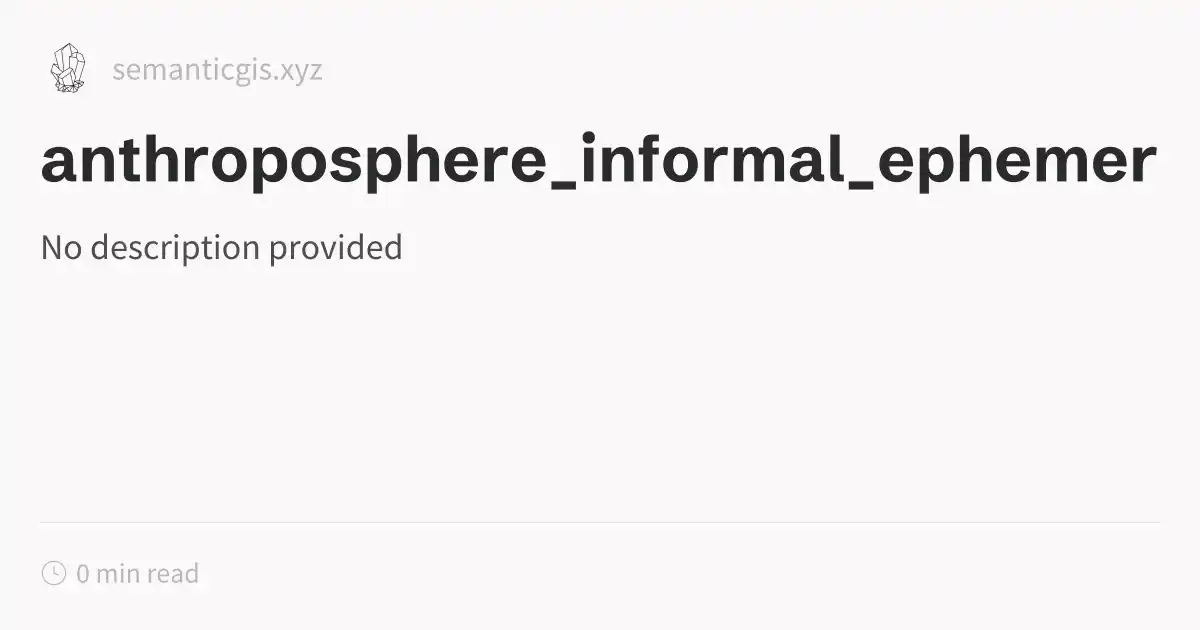 semanticgis.xyz
anthroposphere_informal_ephemer
No description provided
0 min read